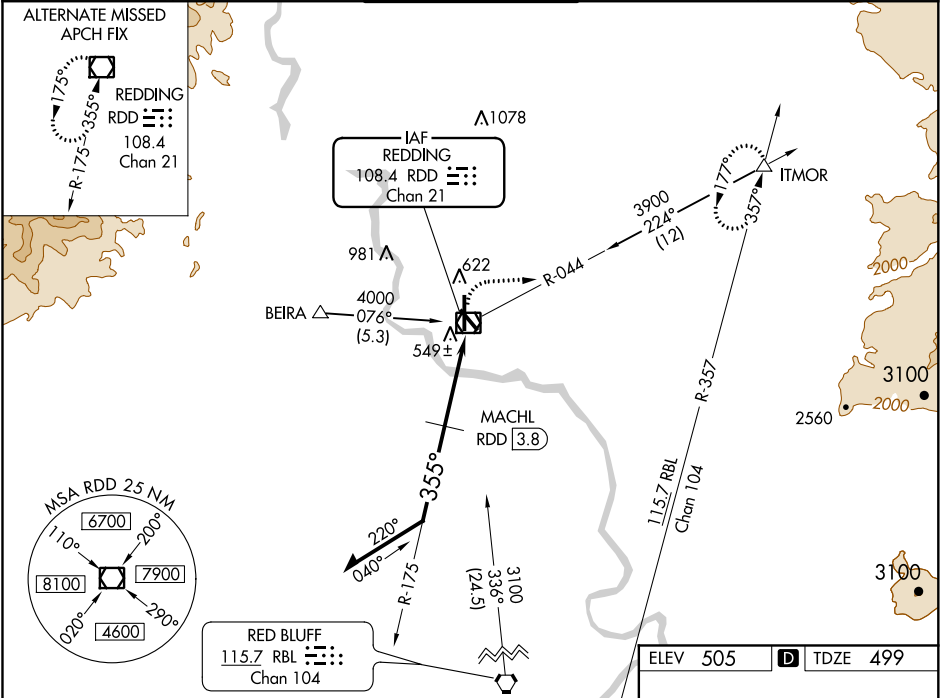 ALTERNATE MISSED
APCH FIX
175°
355°
R-175
REDDING
RDD
108.4
Chan 21
1078
IAF
REDDING
108.4 RDD
Chan 21
ITMOR
177°
357°
3900
224°
(12)
R-044
981
622
BEIRA
4000
076°
(5.3)
549±
2000
3100
2000
2560
R-357
MACHL
RDD 3.8
355°
115.7 RBL
Chan 104
MSA RDD 25 NM
6700
110°
200°
8100
7900
020°
290°
4600
220°
040°
R-175
3100
336°
(24.5)
3100
RED BLUFF
115.7 RBL
Chan 104
ELEV 505 D TDZE 499